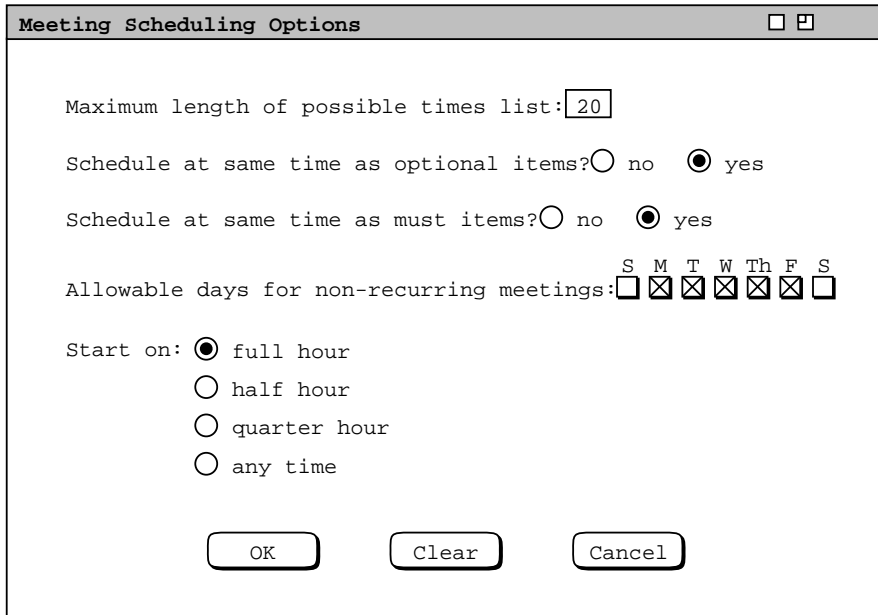 Meeting Scheduling Options
Maximum length of possible times list: 20
Schedule at same time as optional items? no yes
Schedule at same time as must items? no yes
S M T W Th F S
Allowable days for non-recurring meetings:
Start on: full hour
half hour
quarter hour
any time
OK Clear Cancel